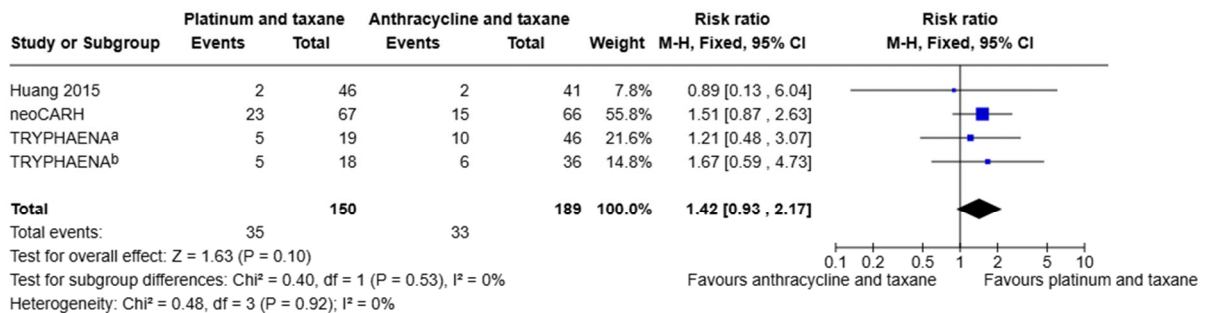 Platinum and taxane Anthracycline and taxane Risk ratio Risk ratio
Study or Subgroup Events Total Events Total Weight M-H, Fixed, 95% CI M-H, Fixed, 95% CI
Huang 2015 2 46 2 41 7.8% 0.89 [0.13 , 6.04]
neoCARH 23 67 15 66 55.8% 1.51 [0.87 , 2.63]
TRYPHAENAᵃ 5 19 10 46 21.6% 1.21 [0.48 , 3.07]
TRYPHAENAᵇ 5 18 6 36 14.8% 1.67 [0.59 , 4.73]
Total 150 189 100.0% 1.42 [0.93 , 2.17]
Total events: 35 33
Test for overall effect: Z = 1.63 (P = 0.10) 0.1 0.2 0.5 1 2 5 10
Test for subgroup differences: Chi² = 0.40, df = 1 (P = 0.53), I² = 0% Favours anthracycline and taxane Favours platinum and taxane
Heterogeneity: Chi² = 0.48, df = 3 (P = 0.92); I² = 0%